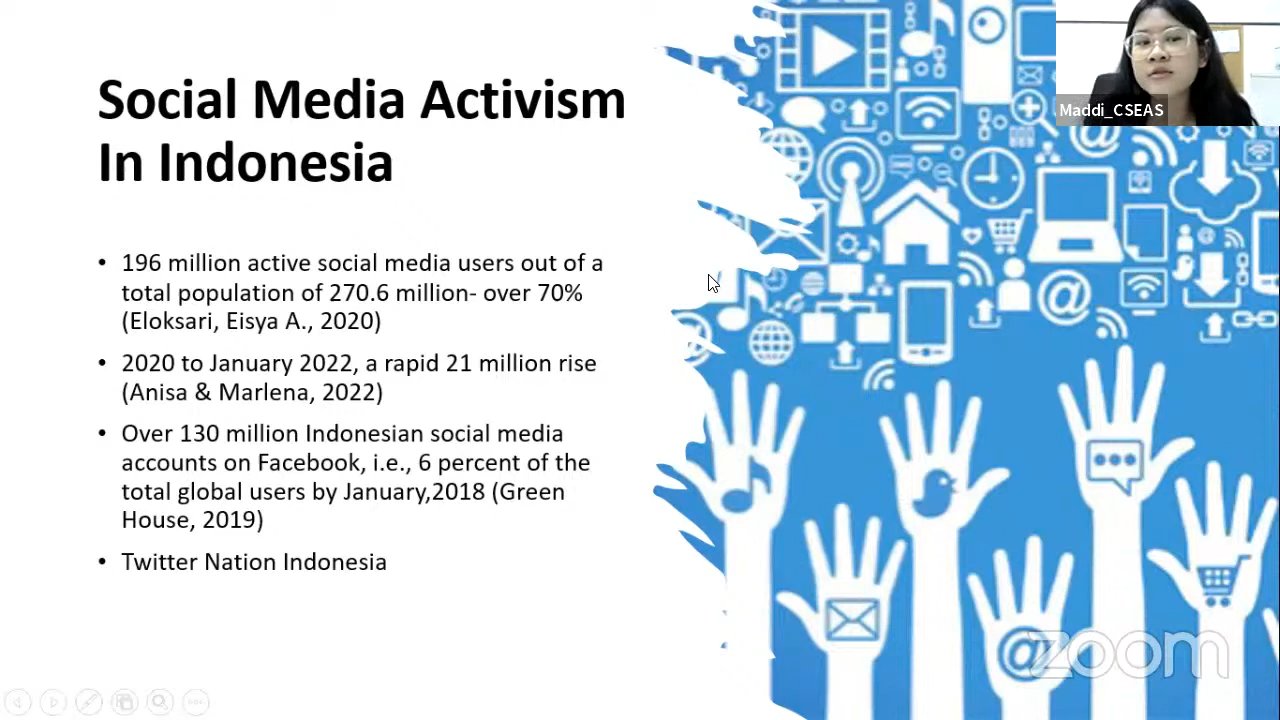 Social Media Activism
In Indonesia
• 196 million active social media users out of a
total population of 270.6 million- over 70%
(Eloksari, Eisya A., 2020)
• 2020 to January 2022, a rapid 21 million rise
(Anisa & Marlena, 2022)
• Over 130 million Indonesian social media
accounts on Facebook, i.e., 6 percent of the
total global users by January,2018 (Green
House, 2019)
• Twitter Nation Indonesia
Maddi_CSEAS
zoom